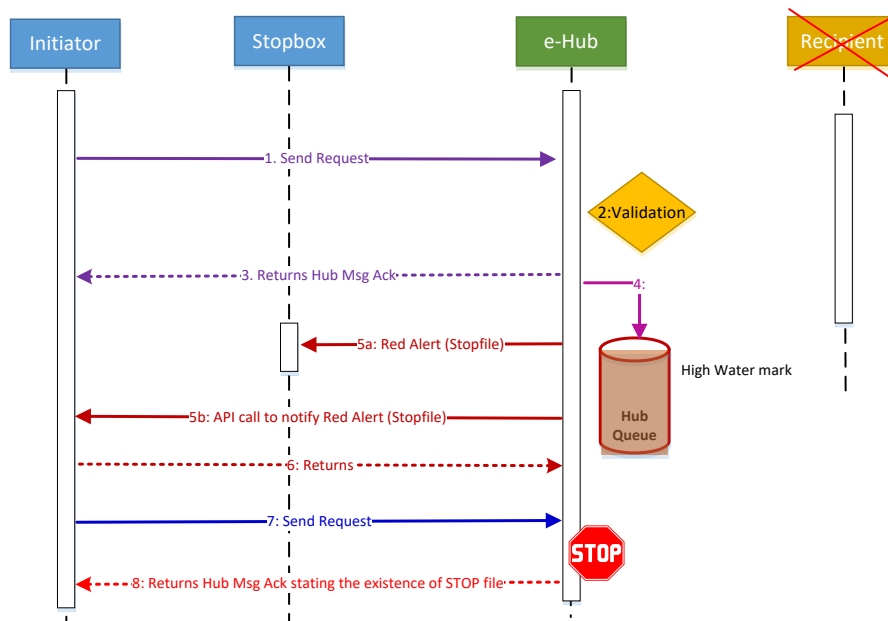 Initiator
Stopbox
e-Hub
Recipient
1. Send Request
2:Validation
3. Returns Hub Msg Ack
4:
5a: Red Alert (Stopfile)
High Water mark
5b: API call to notify Red Alert (Stopfile)
Hub
Queue
6: Returns
7: Send Request
STOP
8: Returns Hub Msg Ack stating the existence of STOP file